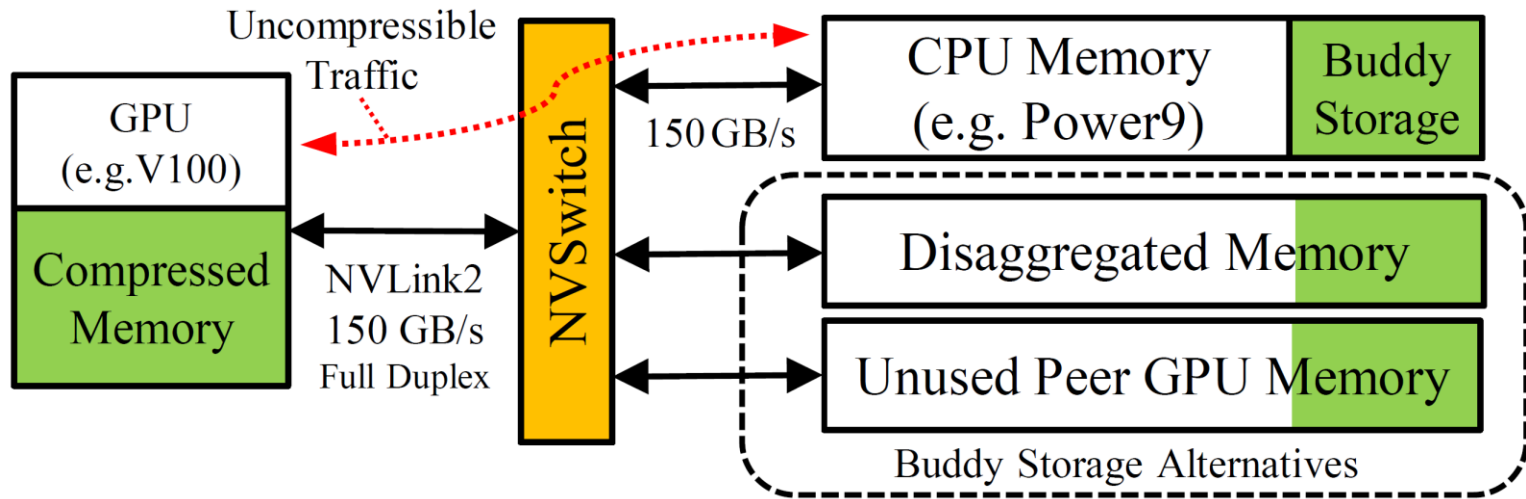 Uncompressible
Traffic
GPU
(e.g.V100)
Compressed
Memory
NVLink2
150 GB/s
Full Duplex
NVSwitch
150 GB/s
CPU Memory
(e.g. Power9)
Buddy
Storage
Disaggregated Memory
Unused Peer GPU Memory
Buddy Storage Alternatives